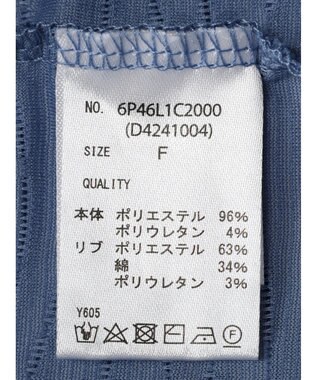 NO. 6P46L1C2000
(D4241004)
SIZE F
QUALITY
本体 ポリエステル 96%
ポリウレタン 4%
リブ ポリエステル 63%
綿 34%
ポリウレタン 3%
Y605
F